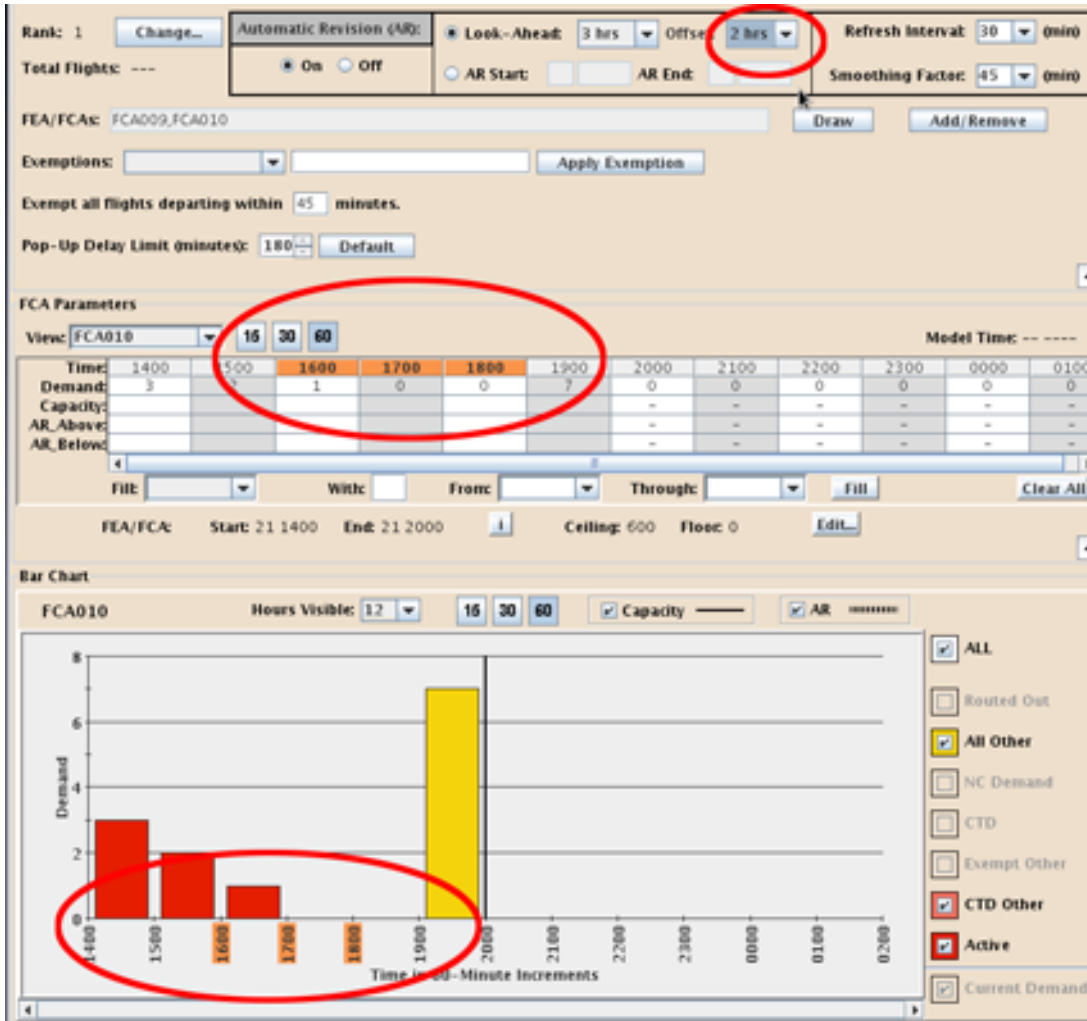 Rank: 1 Change... Automatic Revision (AR): Look-Ahead: 3 hrs Offset: 2 hrs Refresh Interval: 30 (min)
Total Flights: --- On Off AR Start: AR End: Smoothing Factor: 45 (min)
FEA/FCAs: FCA009,FCA010 Draw Add/Remove
Exemptions: Apply Exemption
Exempt all flights departing within 45 minutes.
Pop-Up Delay Limit (minutes): 180 Default
FCA Parameters
View: FCA010 15 30 60 Model Time: -- ----
Time: 1400 1500 1600 1700 1800 1900 2000 2100 2200 2300 0000 0100
Demand: 3 2 1 0 0 7 0 0 0 0 0 0
Capacity: - - - - - -
AR_Above: - - - - - -
AR_Below: - - - - - -
Fill: With: From: Through: Fill Clear All
FEA/FCA: Start: 21 1400 End: 21 2000 i Ceiling: 600 Floor: 0 Edit...
Bar Chart
FCA010 Hours Visible: 12 15 30 60 Capacity AR
8
6
4
2
0
Demand
1400 1500 1600 1700 1800 1900 2000 2100 2200 2300 0000 0100 0200
Time in 60-Minute Increments
ALL
Routed Out
All Other
NC Demand
CTD
Exempt Other
CTD Other
Active
Current Demand